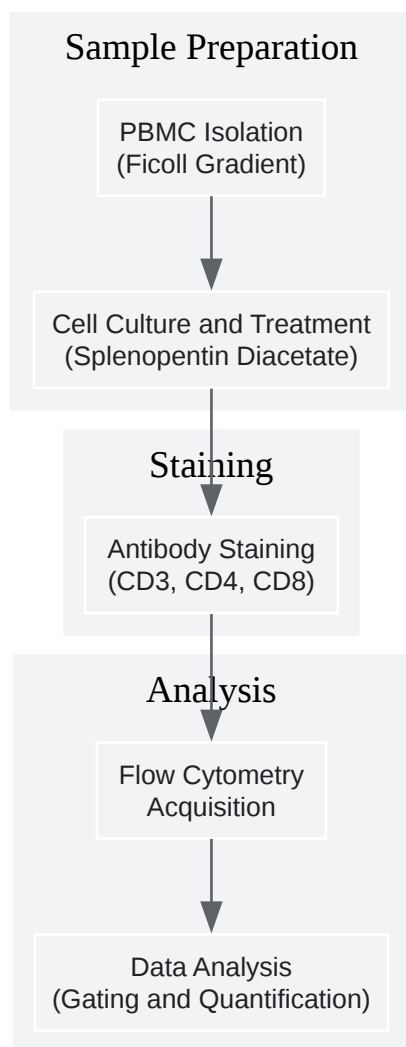 Sample Preparation
PBMC Isolation
(Ficoll Gradient)
Cell Culture and Treatment
(Splenopentin Diacetate)
Staining
Antibody Staining
(CD3, CD4, CD8)
Analysis
Flow Cytometry
Acquisition
Data Analysis
(Gating and Quantification)